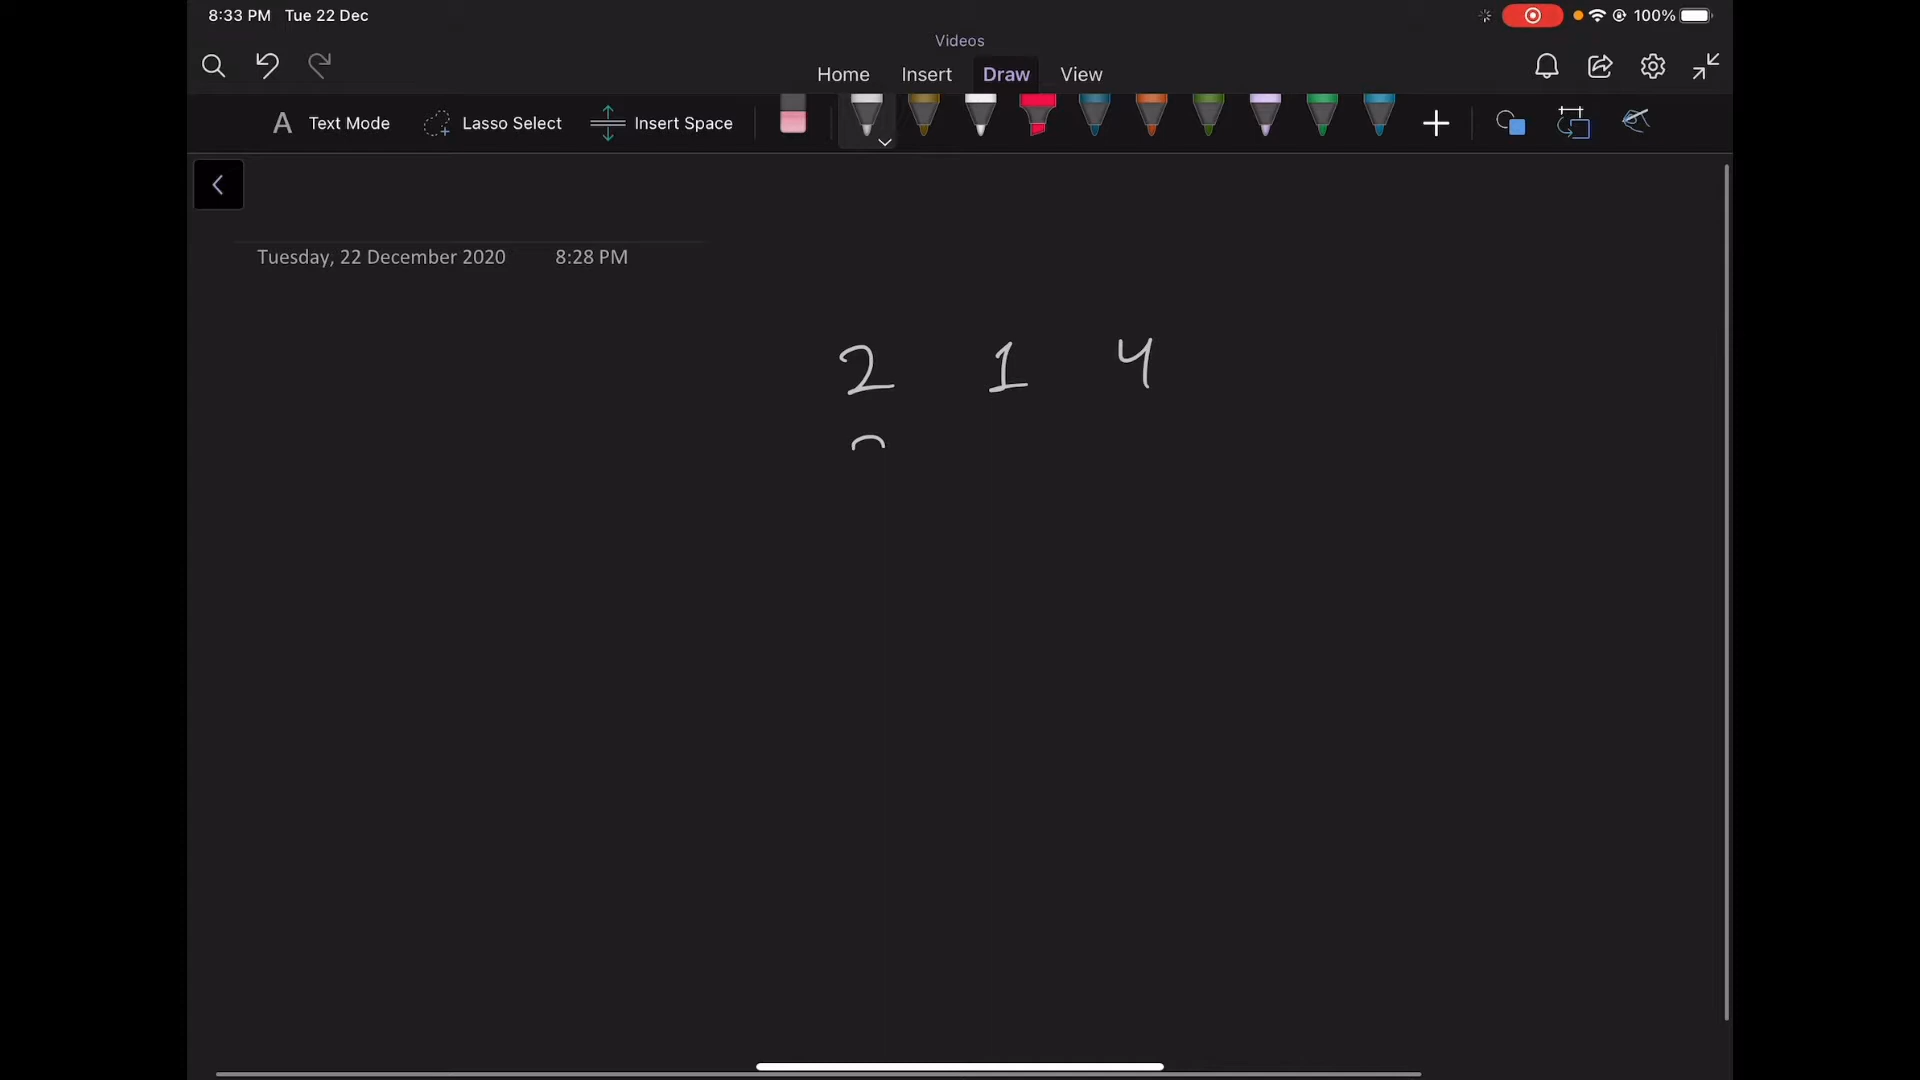 8:33 PM Tue 22 Dec
100%
Videos
Home Insert Draw View
A Text Mode Lasso Select Insert Space
Tuesday, 22 December 2020 8:28 PM
2 1 4